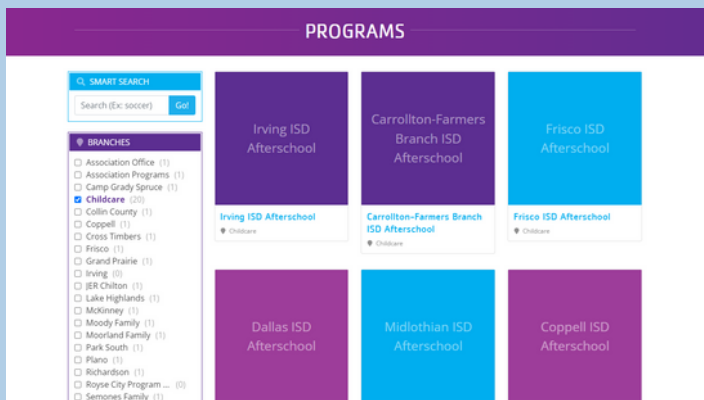 PROGRAMS
SMART SEARCH
Search (Ex: soccer)
Go!
BRANCHES
Association Office (1)
Association Programs (1)
Camp Grady Spruce (1)
Childcare (20)
Collin County (1)
Coppell (1)
Cross Timbers (1)
Frisco (1)
Grand Prairie (1)
Irving (0)
JER Chilton (1)
Lake Highlands (1)
McKinney (1)
Moody Family (1)
Moorland Family (1)
Park South (1)
Plano (1)
Richardson (1)
Royse City Program ... (0)
Semones Family (1)
Irving ISD
Afterschool
Irving ISD Afterschool
Childcare
Carrollton-Farmers
Branch ISD
Afterschool
Carrollton-Farmers Branch
ISD Afterschool
Childcare
Frisco ISD
Afterschool
Frisco ISD Afterschool
Childcare
Dallas ISD
Afterschool
Midlothian ISD
Afterschool
Coppell ISD
Afterschool